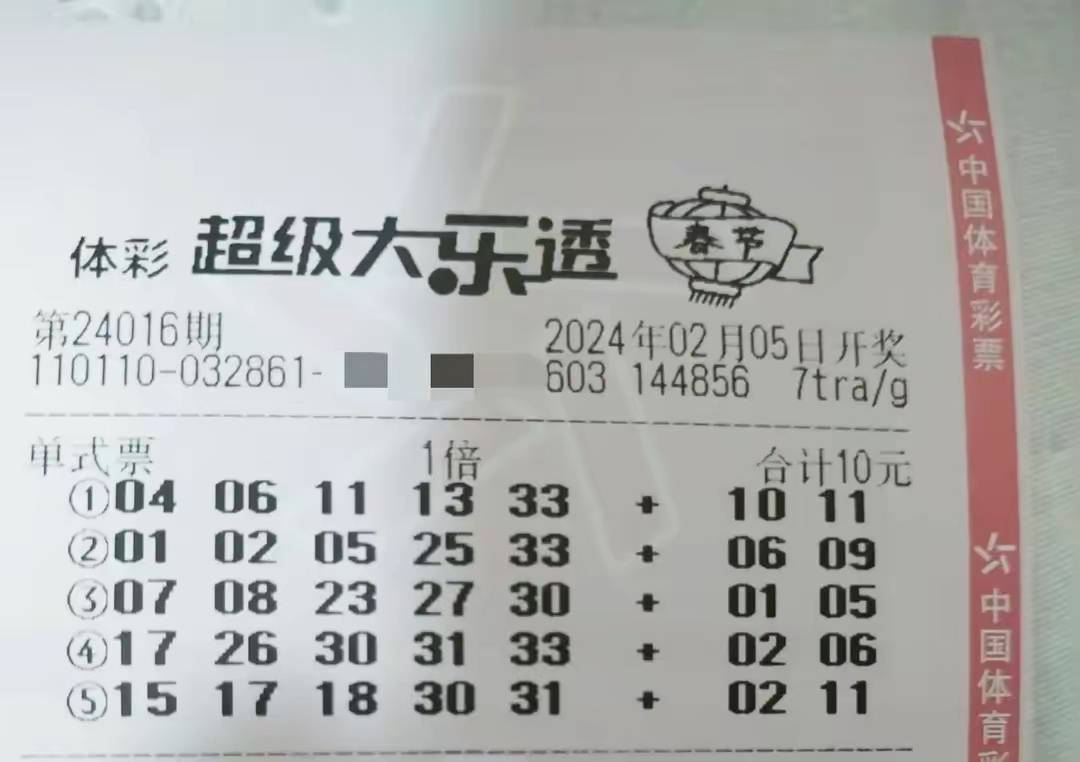 体彩 超级大乐透 春节
第24016期 2024年02月05日开奖
110110-032861- 603 144856 7tra/g
单式票 1倍 合计10元
①04 06 11 13 33 + 10 11
②01 02 05 25 33 + 06 09
③07 08 23 27 30 + 01 05
④17 26 30 31 33 + 02 06
⑤15 17 18 30 31 + 02 11
中国体育彩票
中国体育彩